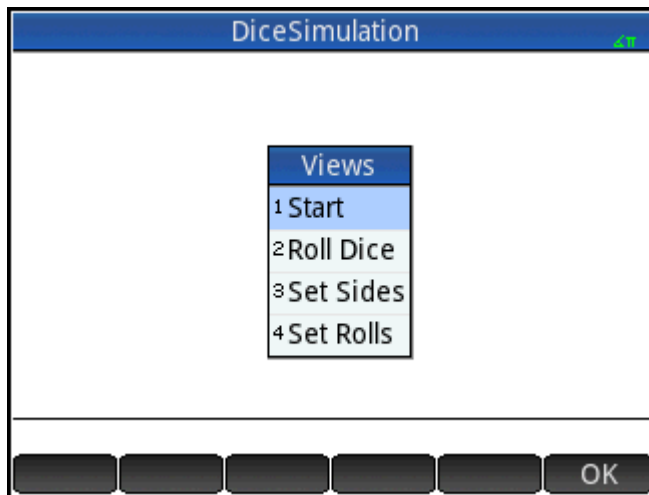 DiceSimulation
∠π
Views
1 Start
2 Roll Dice
3 Set Sides
4 Set Rolls
OK